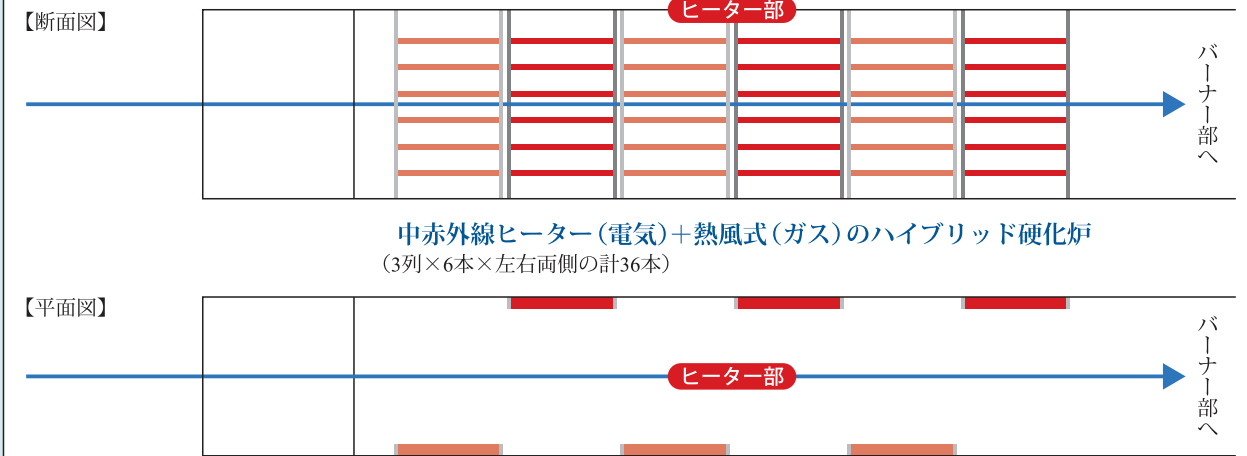 【断面図】
ヒーター部
バーナー部へ
中赤外線ヒーター（電気）＋熱風式（ガス）のハイブリッド硬化炉
（3列×6本×左右両側の計36本）
【平面図】
ヒーター部
バーナー部へ